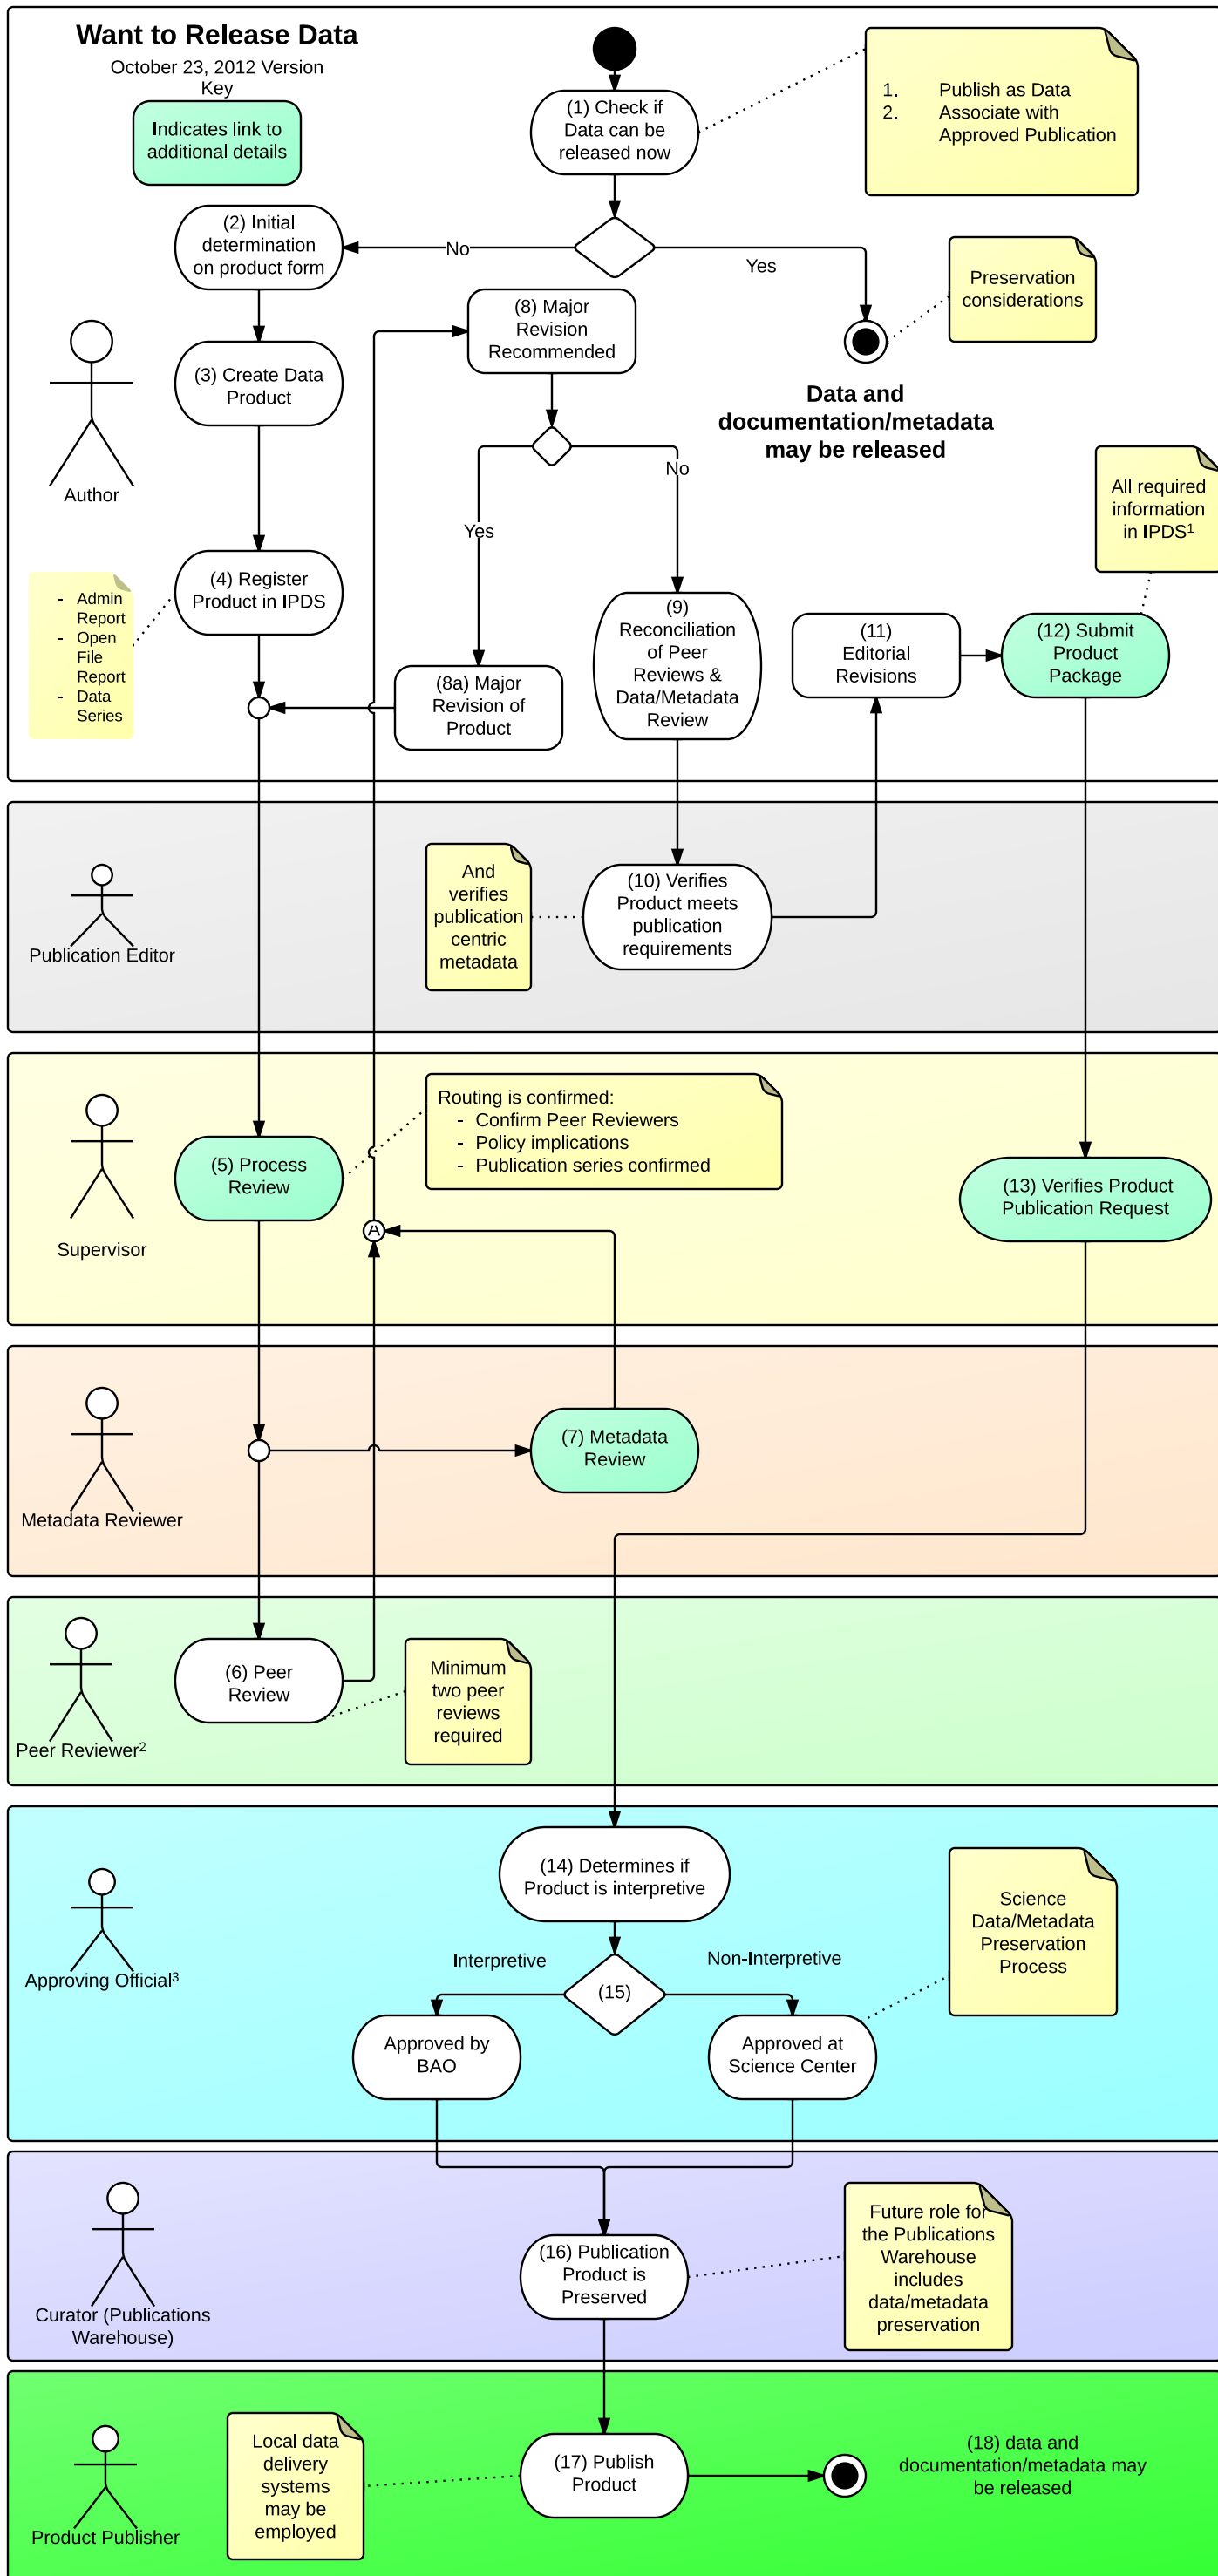 Want to Release Data
October 23, 2012 Version
Key
Indicates link to
additional details
(1) Check if
Data can be
released now
1. Publish as Data
2. Associate with
Approved Publication
(2) Initial
determination
on product form
No
Yes
Preservation
considerations
(8) Major
Revision
Recommended
(3) Create Data
Product
Data and
documentation/metadata
may be released
Author
No
Yes
All required
information
in IPDS¹
(4) Register
Product in IPDS
- Admin
Report
- Open
File
Report
- Data
Series
(9)
Reconciliation
of Peer
Reviews &
Data/Metadata
Review
(11)
Editorial
Revisions
(12) Submit
Product
Package
(8a) Major
Revision of
Product
And
verifies
publication
centric
metadata
(10) Verifies
Product meets
publication
requirements
Publication Editor
Routing is confirmed:
- Confirm Peer Reviewers
- Policy implications
- Publication series confirmed
(5) Process
Review
(13) Verifies Product
Publication Request
A
Supervisor
(7) Metadata
Review
Metadata Reviewer
(6) Peer
Review
Minimum
two peer
reviews
required
Peer Reviewer²
(14) Determines if
Product is interpretive
Science
Data/Metadata
Preservation
Process
Interpretive
Non-Interpretive
(15)
Approving Official³
Approved by
BAO
Approved at
Science Center
(16) Publication
Product is
Preserved
Future role for
the Publications
Warehouse
includes
data/metadata
preservation
Curator (Publications
Warehouse)
Local data
delivery
systems
may be
employed
(17) Publish
Product
(18) data and
documentation/metadata may
be released
Product Publisher